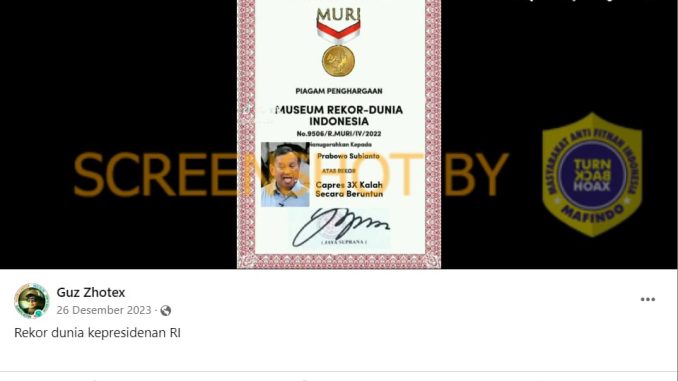 MURI
PIAGAM PENGHARGAAN
MUSEUM REKOR-DUNIA
INDONESIA
No.9506/R.MURI/IV/2022
Dianugerahkan Kepada
Prabowo Subianto
ATAS REKOR
Capres 3X Kalah
Secara Beruntun
( JAYA SUPRANA )
SCREENSHOT BY
MASYARAKAT ANTI FITNAH INDONESIA
TURN
BACK
HOAX
MAFINDO
Guz Zhotex
26 Desember 2023
Rekor dunia kepresidenan RI